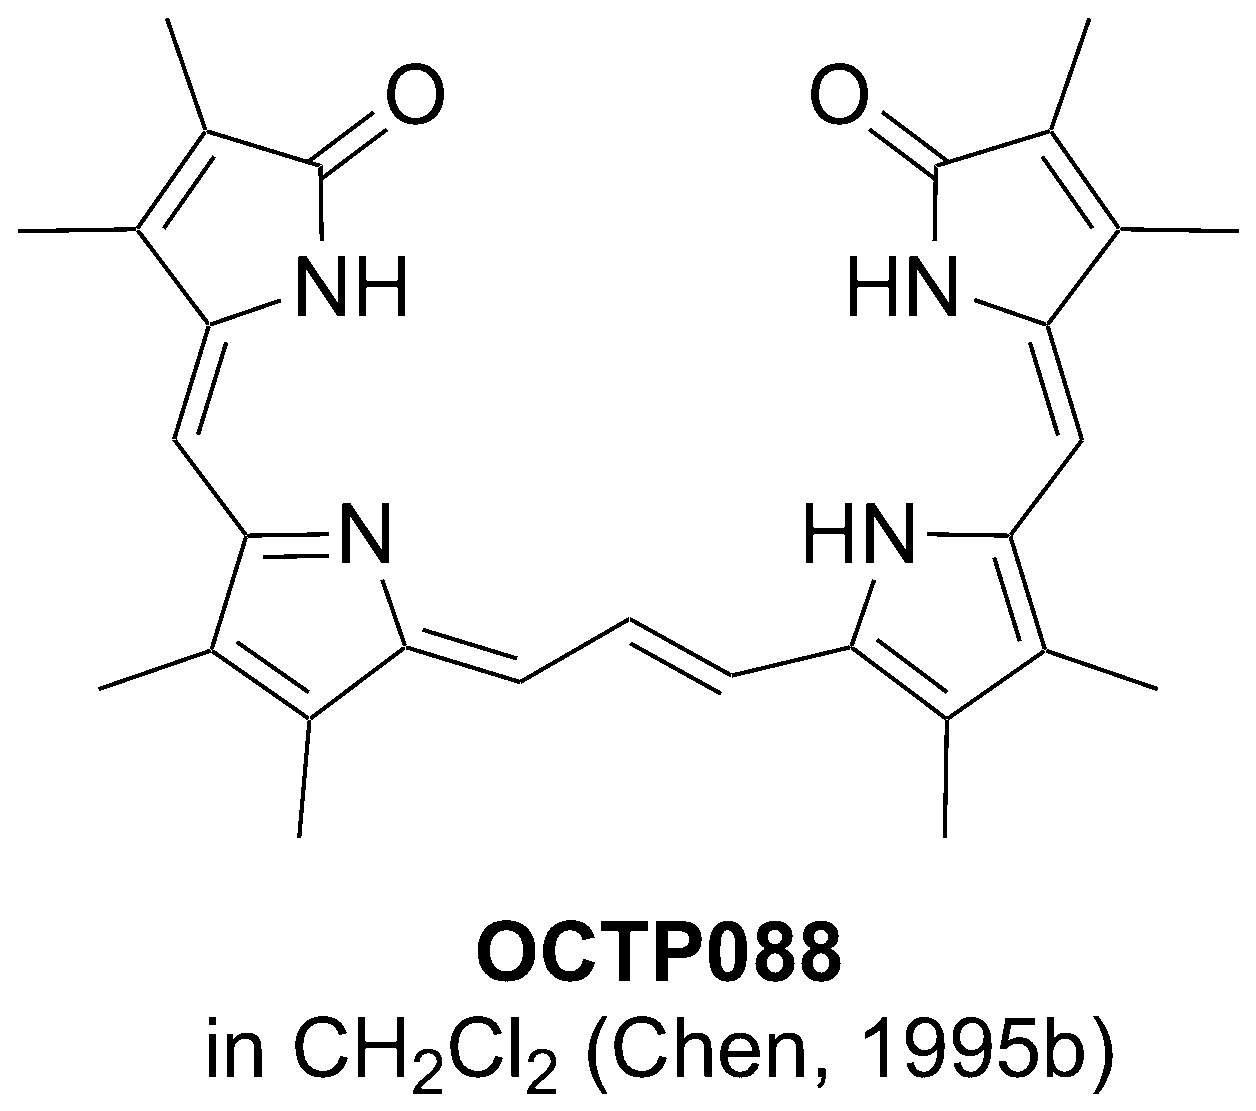 O O
NH HN
N HN
OCTP088
in CH₂Cl₂ (Chen, 1995b)